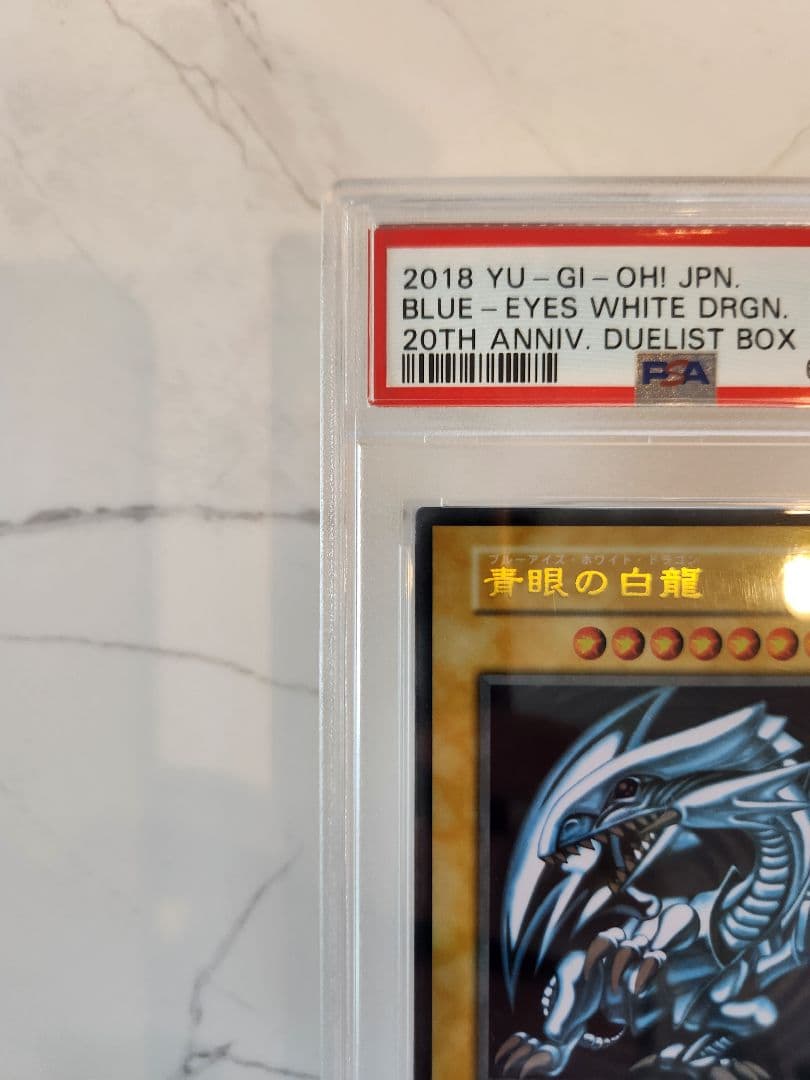 2018 YU-GI-OH! JPN.
BLUE-EYES WHITE DRGN.
20TH ANNIV. DUELIST BOX
PSA
ブルーアイズ・ホワイト・ドラゴン
青眼の白龍